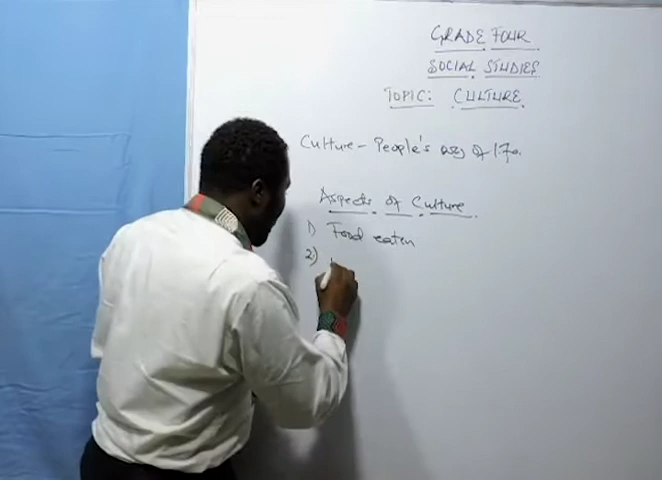 GRADE FOUR
SOCIAL STUDIES
TOPIC: CULTURE
Culture - People's way of life.
Aspects of Culture
1) Food eaten
2)